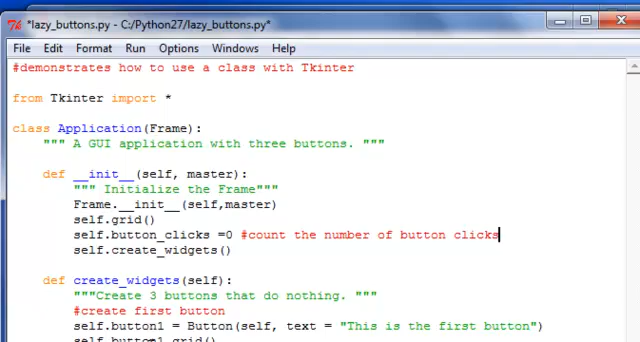 *lazy_buttons.py - C:/Python27/lazy_buttons.py*
File Edit Format Run Options Windows Help
#demonstrates how to use a class with Tkinter
from Tkinter import *
class Application(Frame):
""" A GUI application with three buttons. """
def __init__(self, master):
""" Initialize the Frame"""
Frame.__init__(self,master)
self.grid()
self.button_clicks =0 #count the number of button clicks
self.create_widgets()
def create_widgets(self):
"""Create 3 buttons that do nothing. """
#create first button
self.button1 = Button(self, text = "This is the first button")
self.button1.grid()